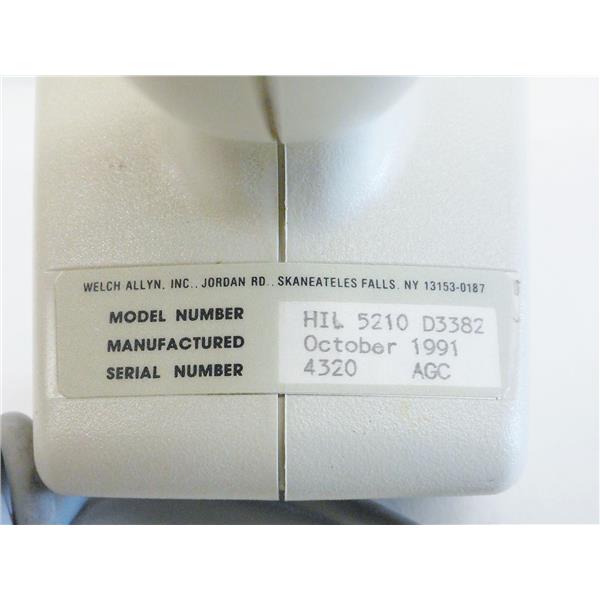 WELCH ALLYN, INC., JORDAN RD., SKANEATELES FALLS, NY 13153-0187
MODEL NUMBER HIL 5210 D3382
MANUFACTURED October 1991
SERIAL NUMBER 4320 AGC